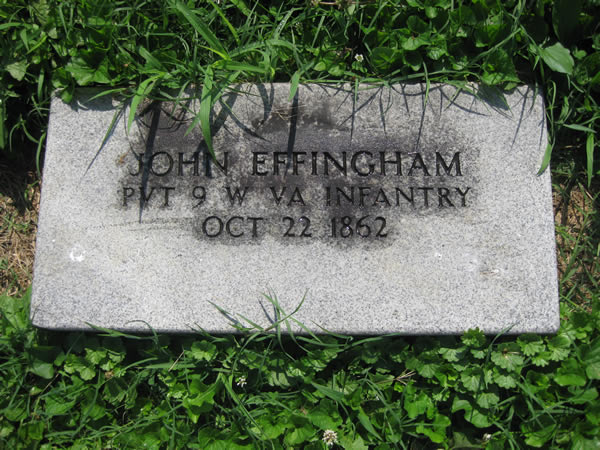 JOHN EFFINGHAM
PVT 9 W VA INFANTRY
OCT 22 1862